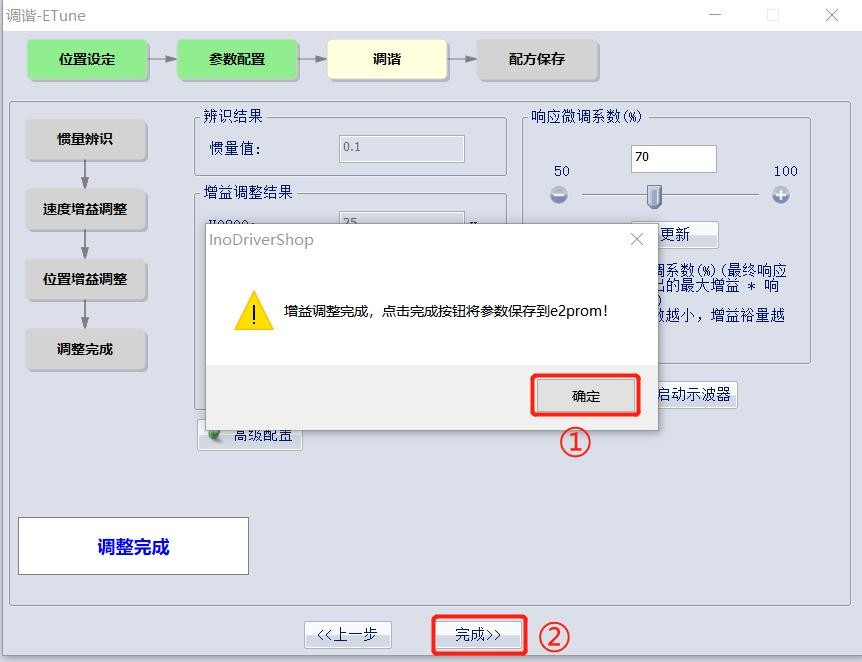 调谐-ETune
位置设定
参数配置
调谐
配方保存
惯量辨识
速度增益调整
位置增益调整
调整完成
辨识结果
惯量值:
0.1
增益调整结果
25
响应微调系数(%)
70
50
100
更新
调系数(%)(最终响应
出的最大增益 * 响
)
数越小，增益裕量越
启动示波器
InoDriverShop
增益调整完成，点击完成按钮将参数保存到e2prom!
确定
①
高级配置
调整完成
<<上一步
完成>>
②